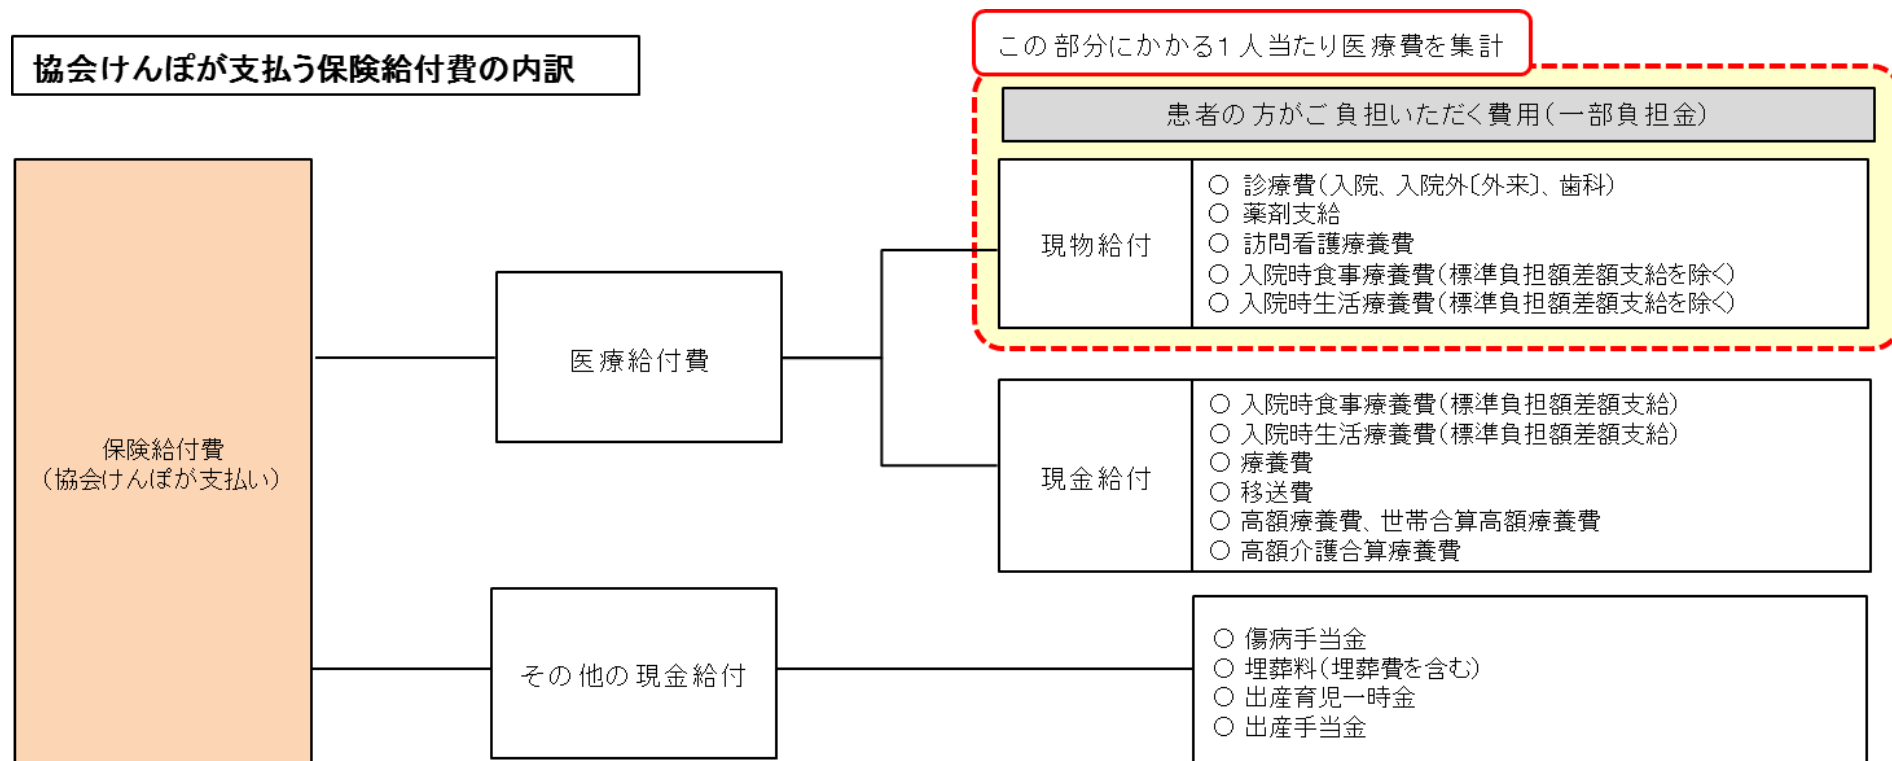 協会けんぽが支払う保険給付費の内訳
この部分にかかる1人当たり医療費を集計
患者の方がご負担いただく費用(一部負担金)
保険給付費
(協会けんぽが支払い)
医療給付費
現物給付
○ 診療費(入院、入院外〔外来〕、歯科)
○ 薬剤支給
○ 訪問看護療養費
○ 入院時食事療養費(標準負担額差額支給を除く)
○ 入院時生活療養費(標準負担額差額支給を除く)
現金給付
○ 入院時食事療養費(標準負担額差額支給)
○ 入院時生活療養費(標準負担額差額支給)
○ 療養費
○ 移送費
○ 高額療養費、世帯合算高額療養費
○ 高額介護合算療養費
その他の現金給付
○ 傷病手当金
○ 埋葬料(埋葬費を含む)
○ 出産育児一時金
○ 出産手当金